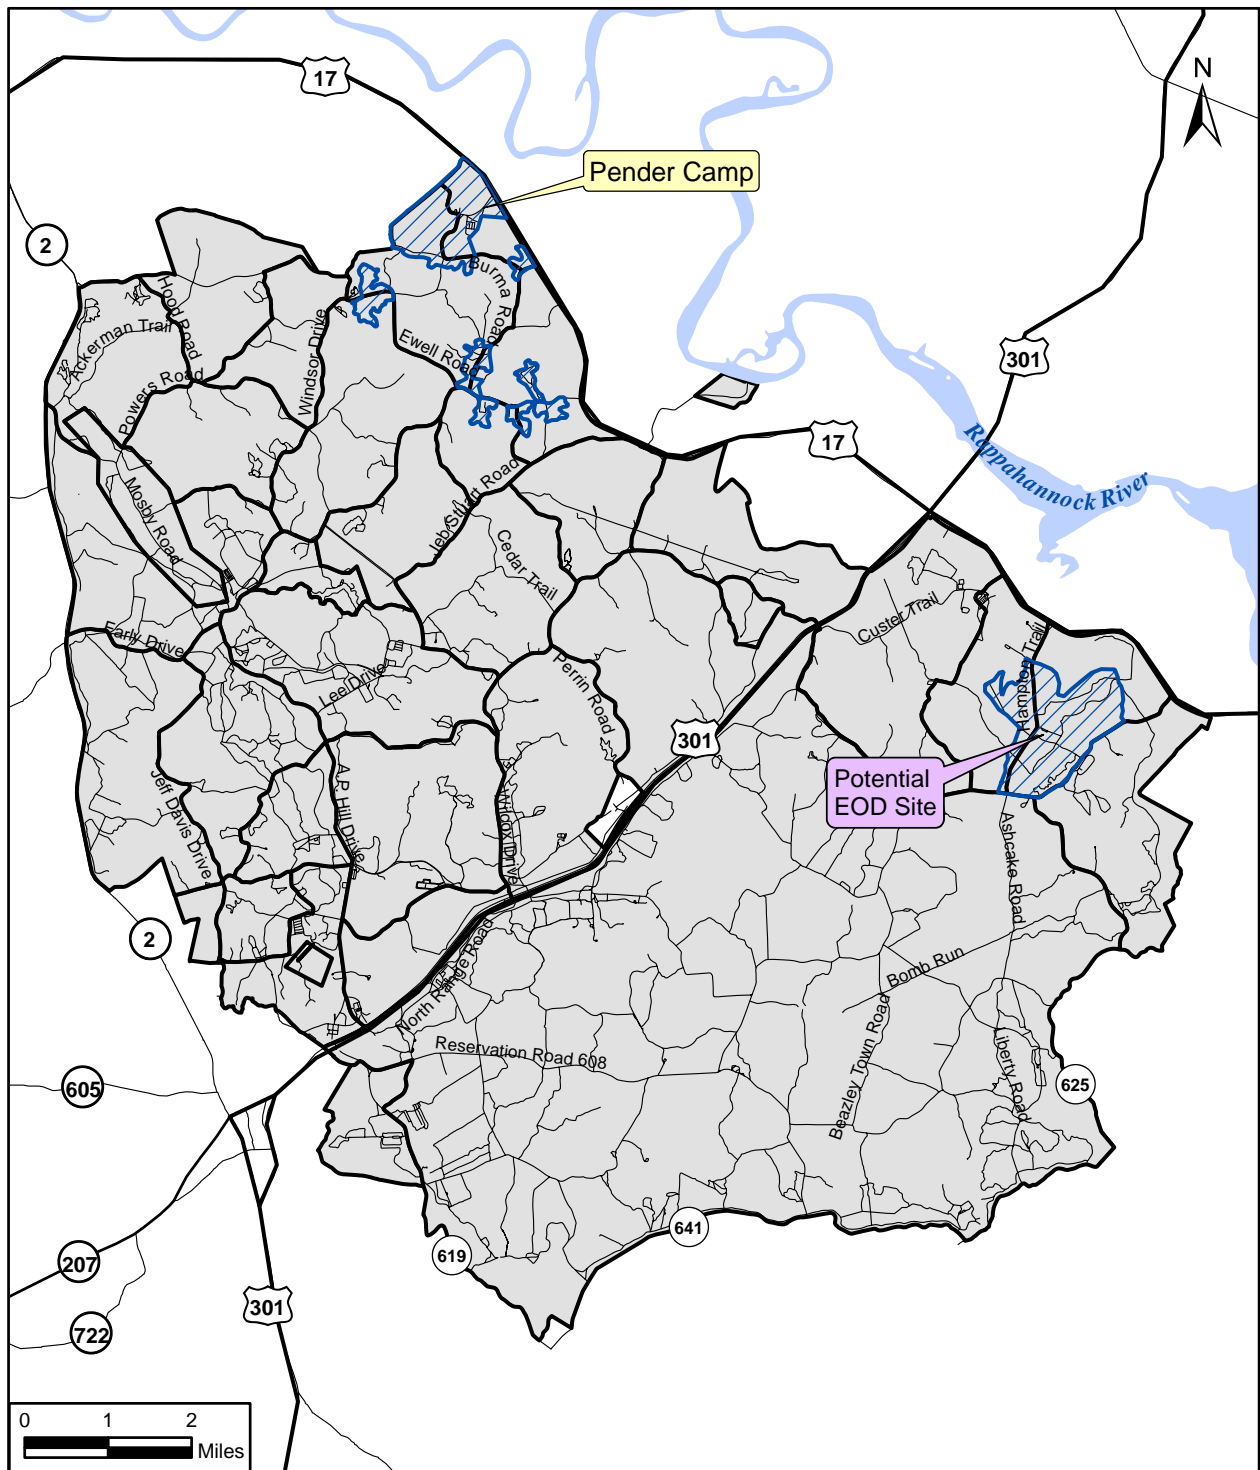 17
N
Pender Camp
2
Burma Road
Hood Road
Ackerman Trail
Windsor Drive
Ewell Road
301
Powers Road
17
Rappahannock River
Jeb Stuart Road
Mosby Road
Cedar Trail
Custer Trail
Early Drive
Hampton Trail
Lee Drive
Perrin Road
301
Potential
EOD Site
Jeff Davis Drive
A.P. Hill Drive
Wilcox Drive
Ashcake Road
2
North Range Road
Bomb Run
Beazley Town Road
Reservation Road 608
Liberty Road
605
625
641
619
207
301
722
0 1 2
Miles